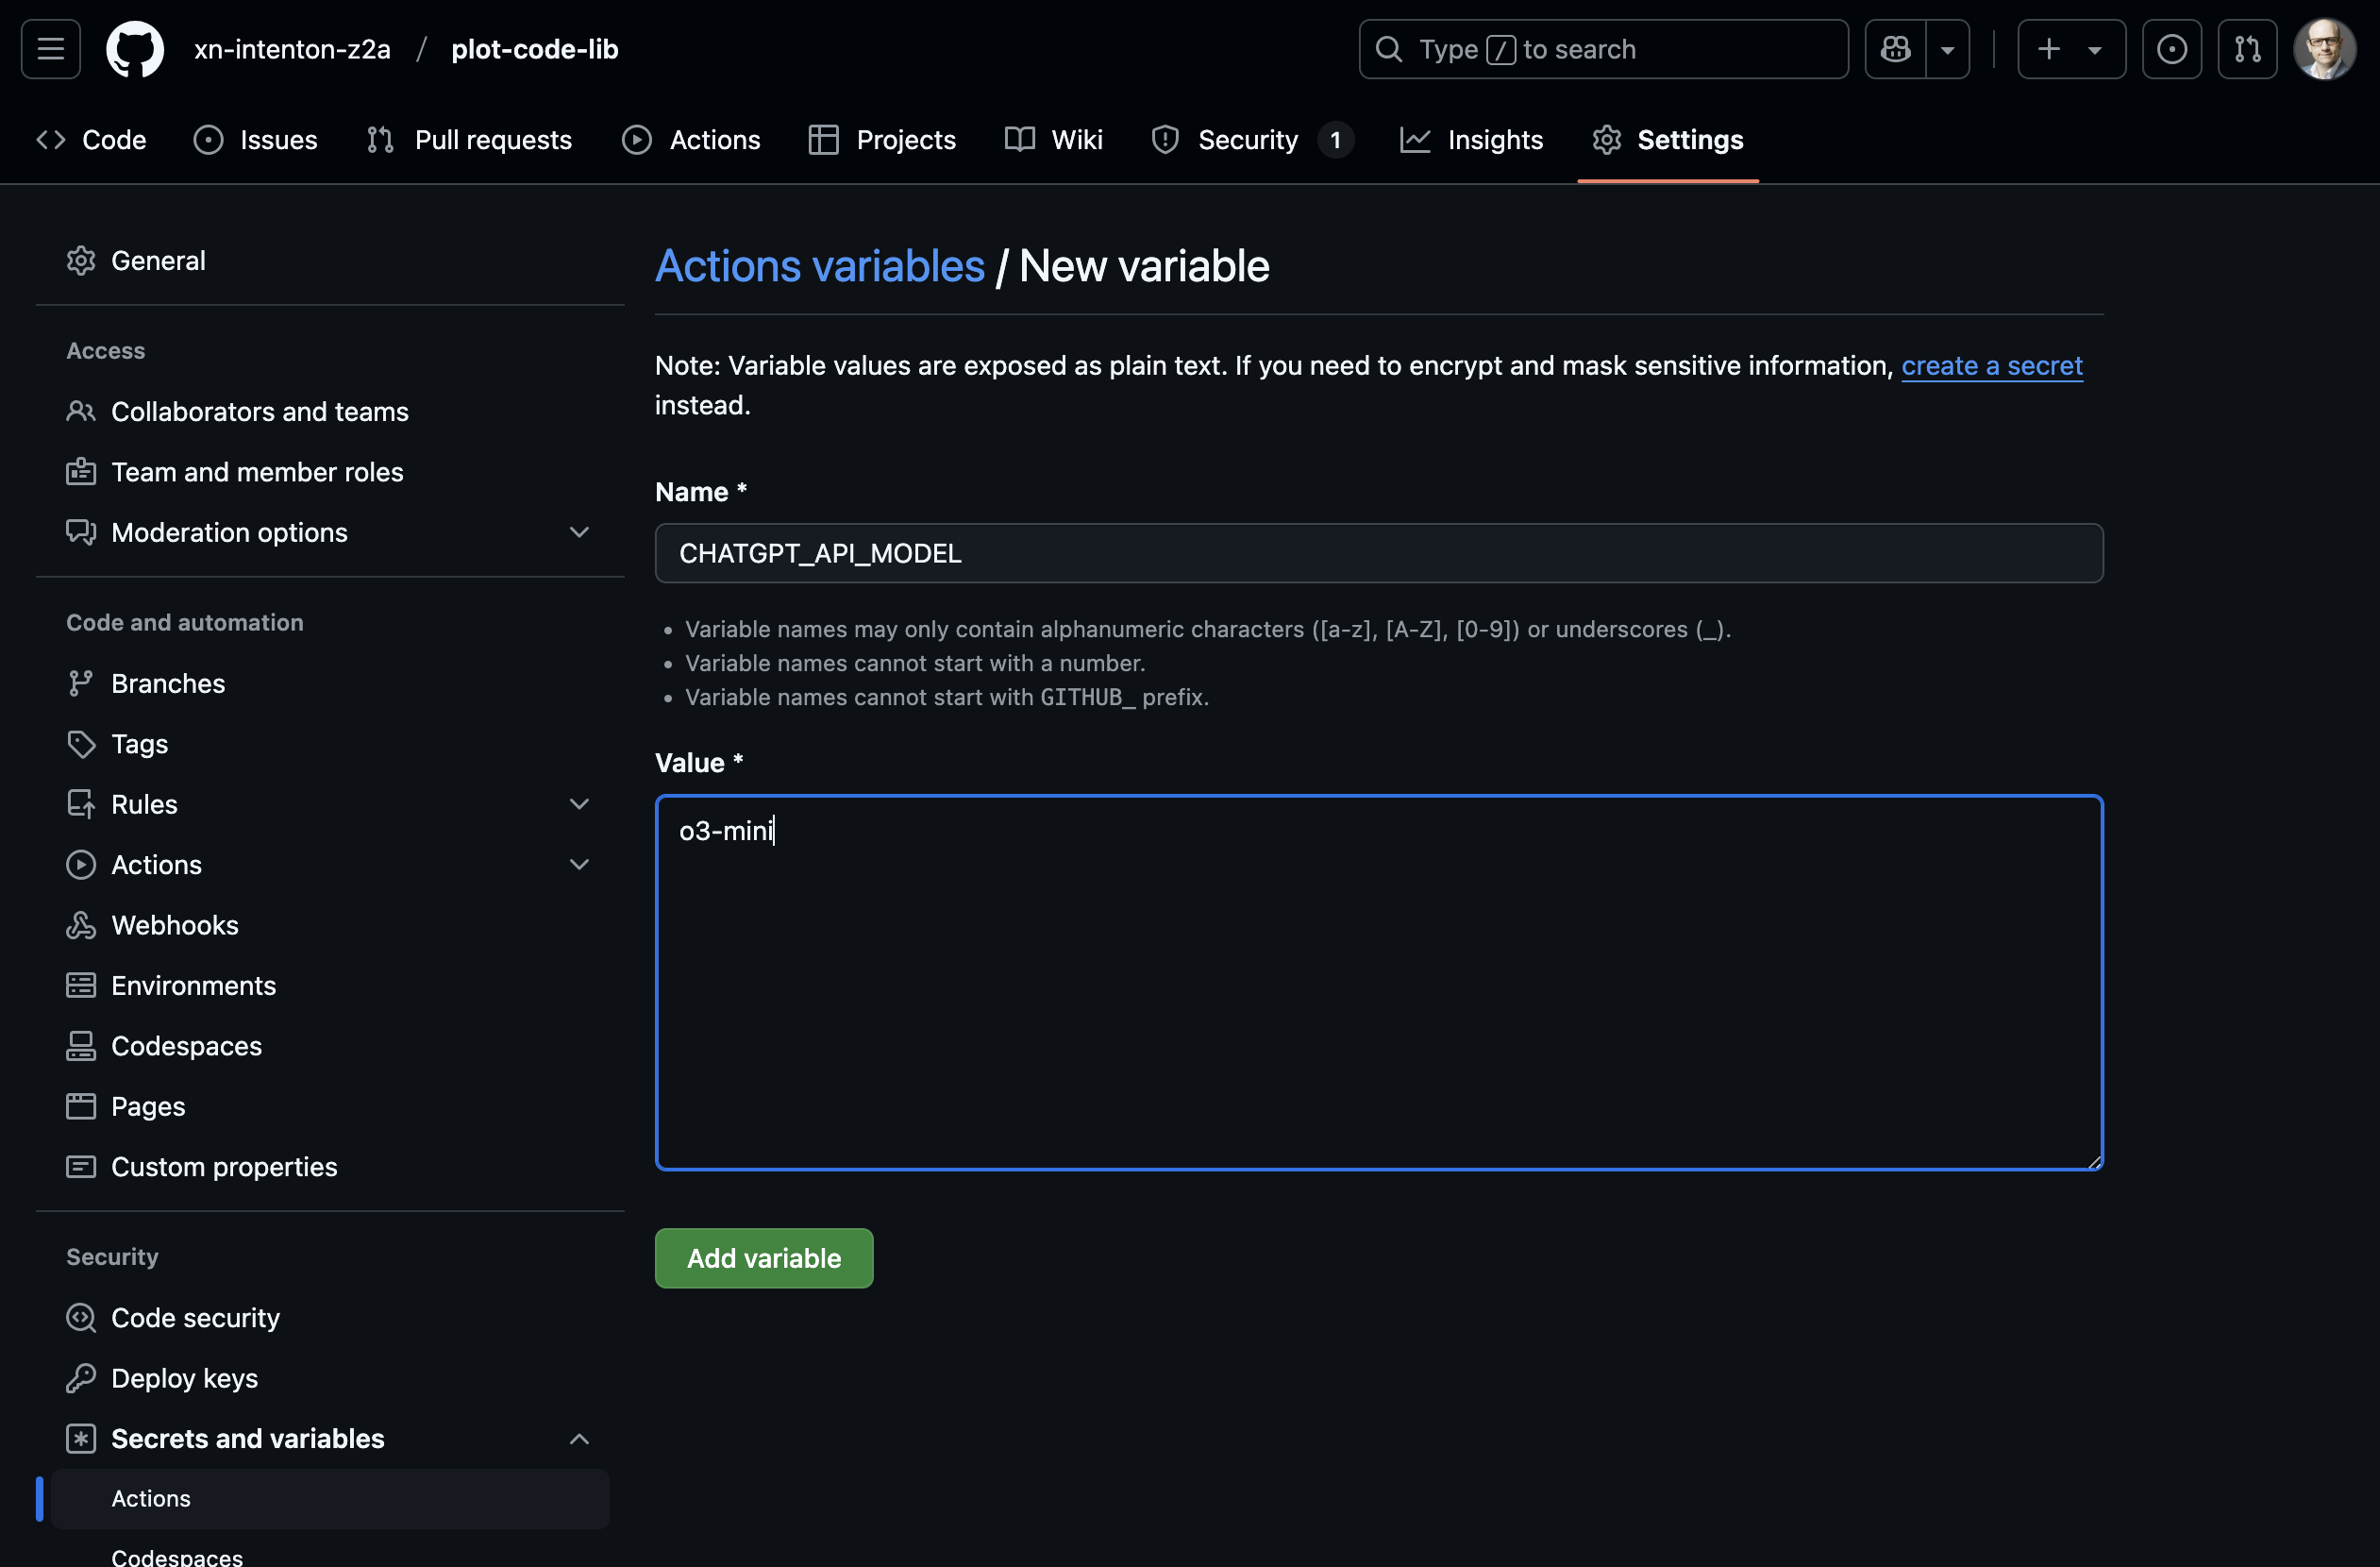 xn-intenton-z2a / plot-code-lib
Type / to search
Code
Issues
Pull requests
Actions
Projects
Wiki
Security 1
Insights
Settings
General
Access
Collaborators and teams
Team and member roles
Moderation options
Code and automation
Branches
Tags
Rules
Actions
Webhooks
Environments
Codespaces
Pages
Custom properties
Security
Code security
Deploy keys
Secrets and variables
Actions
Codespaces
Actions variables / New variable
Note: Variable values are exposed as plain text. If you need to encrypt and mask sensitive information, create a secret
instead.
Name *
CHATGPT_API_MODEL
Variable names may only contain alphanumeric characters ([a-z], [A-Z], [0-9]) or underscores (_).
Variable names cannot start with a number.
Variable names cannot start with GITHUB_ prefix.
Value *
o3-mini
Add variable